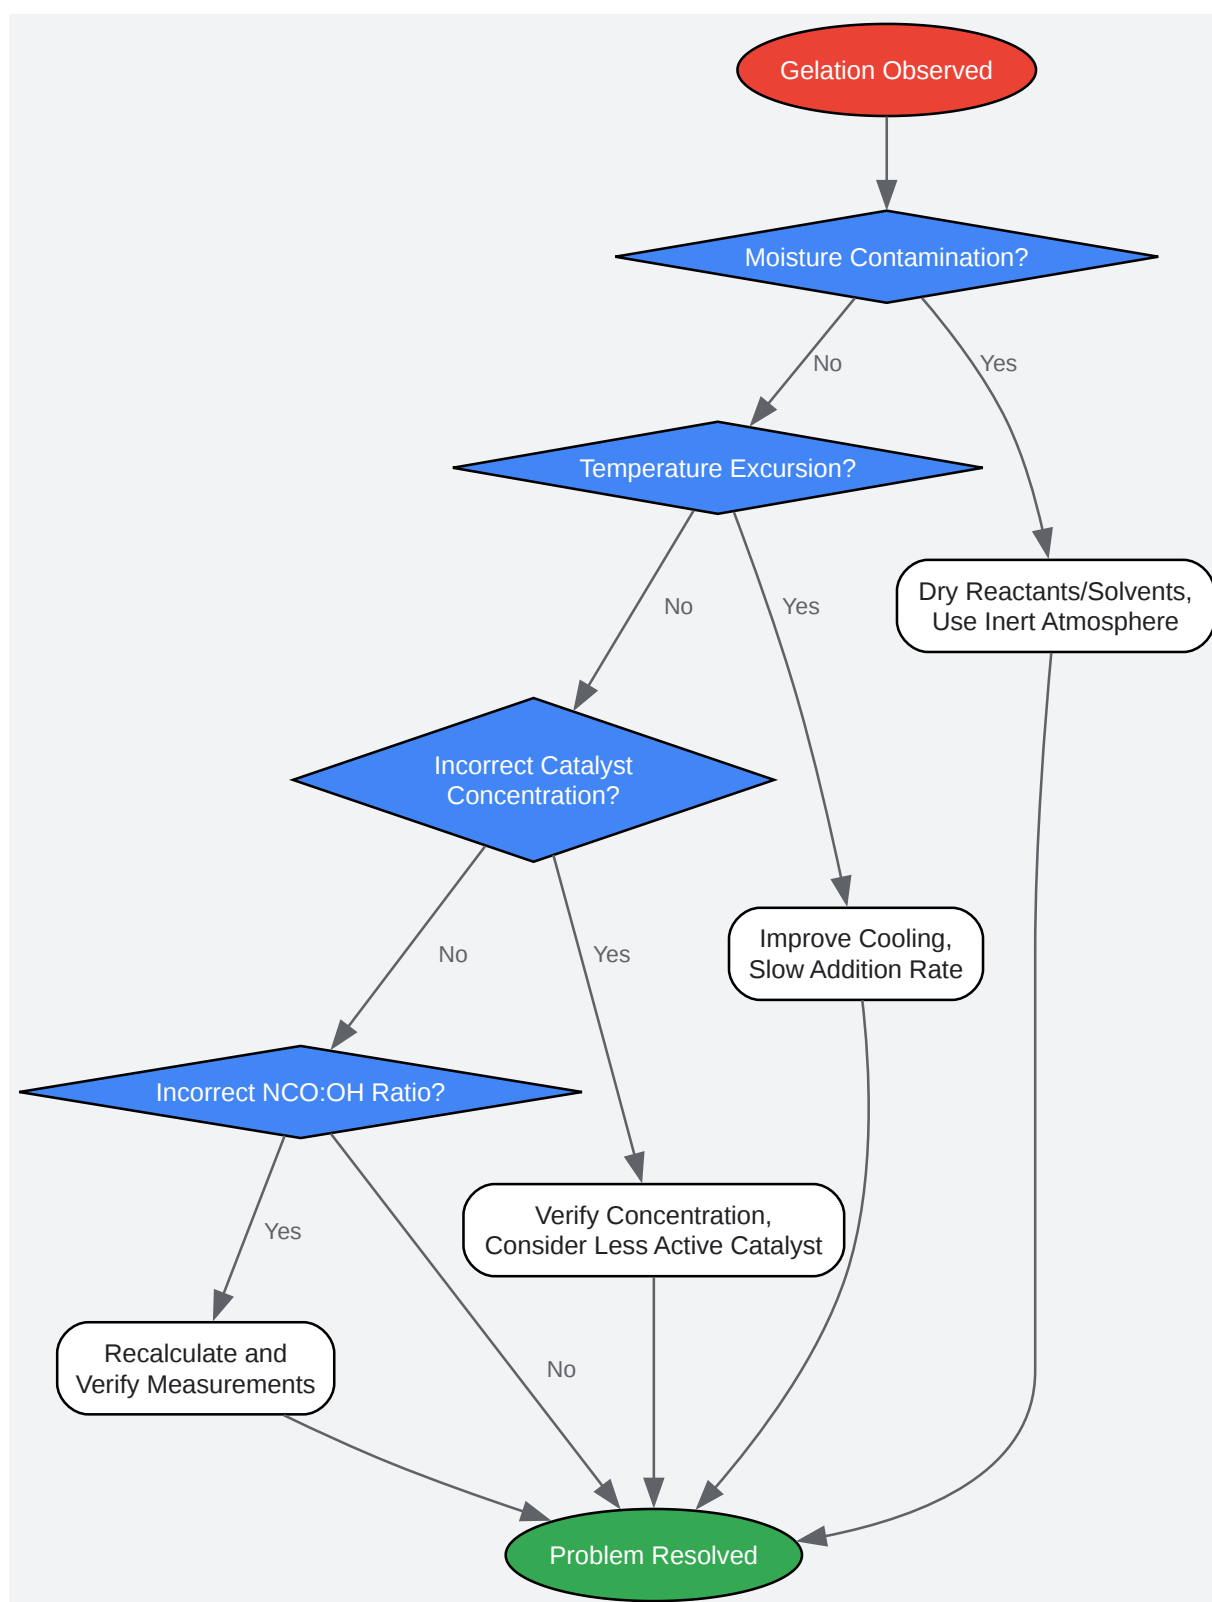 Gelation Observed
Moisture Contamination?
No
Yes
Temperature Excursion?
Dry Reactants/Solvents,
Use Inert Atmosphere
No
Yes
Incorrect Catalyst
Concentration?
Improve Cooling,
Slow Addition Rate
No
Yes
Incorrect NCO:OH Ratio?
Verify Concentration,
Consider Less Active Catalyst
Yes
Recalculate and
Verify Measurements
No
Problem Resolved